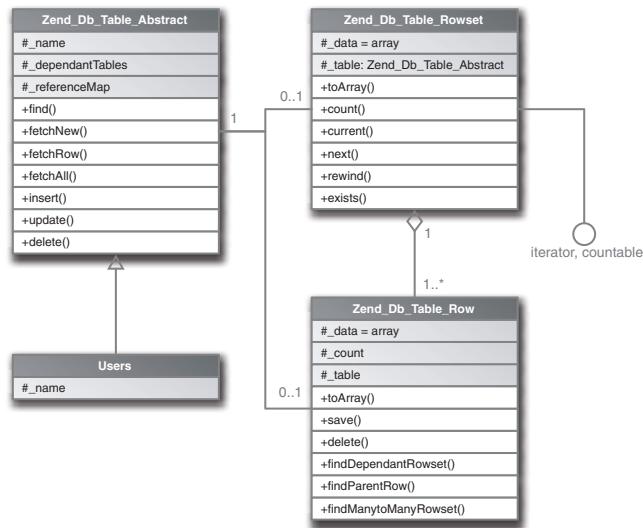 Zend_Db_Table_Abstract
#_name
#_dependantTables
#_referenceMap
+find()
+fetchNew()
+fetchRow()
+fetchAll()
+insert()
+update()
+delete()
Users
#_name
1
0..1
0..1
Zend_Db_Table_Rowset
#_data = array
#_table: Zend_Db_Table_Abstract
+toArray()
+count()
+current()
+next()
+rewind()
+exists()
iterator, countable
1
1..*
Zend_Db_Table_Row
#_data = array
#_count
#_table
+toArray()
+save()
+delete()
+findDependantRowset()
+findParentRow()
+findManytoManyRowset()